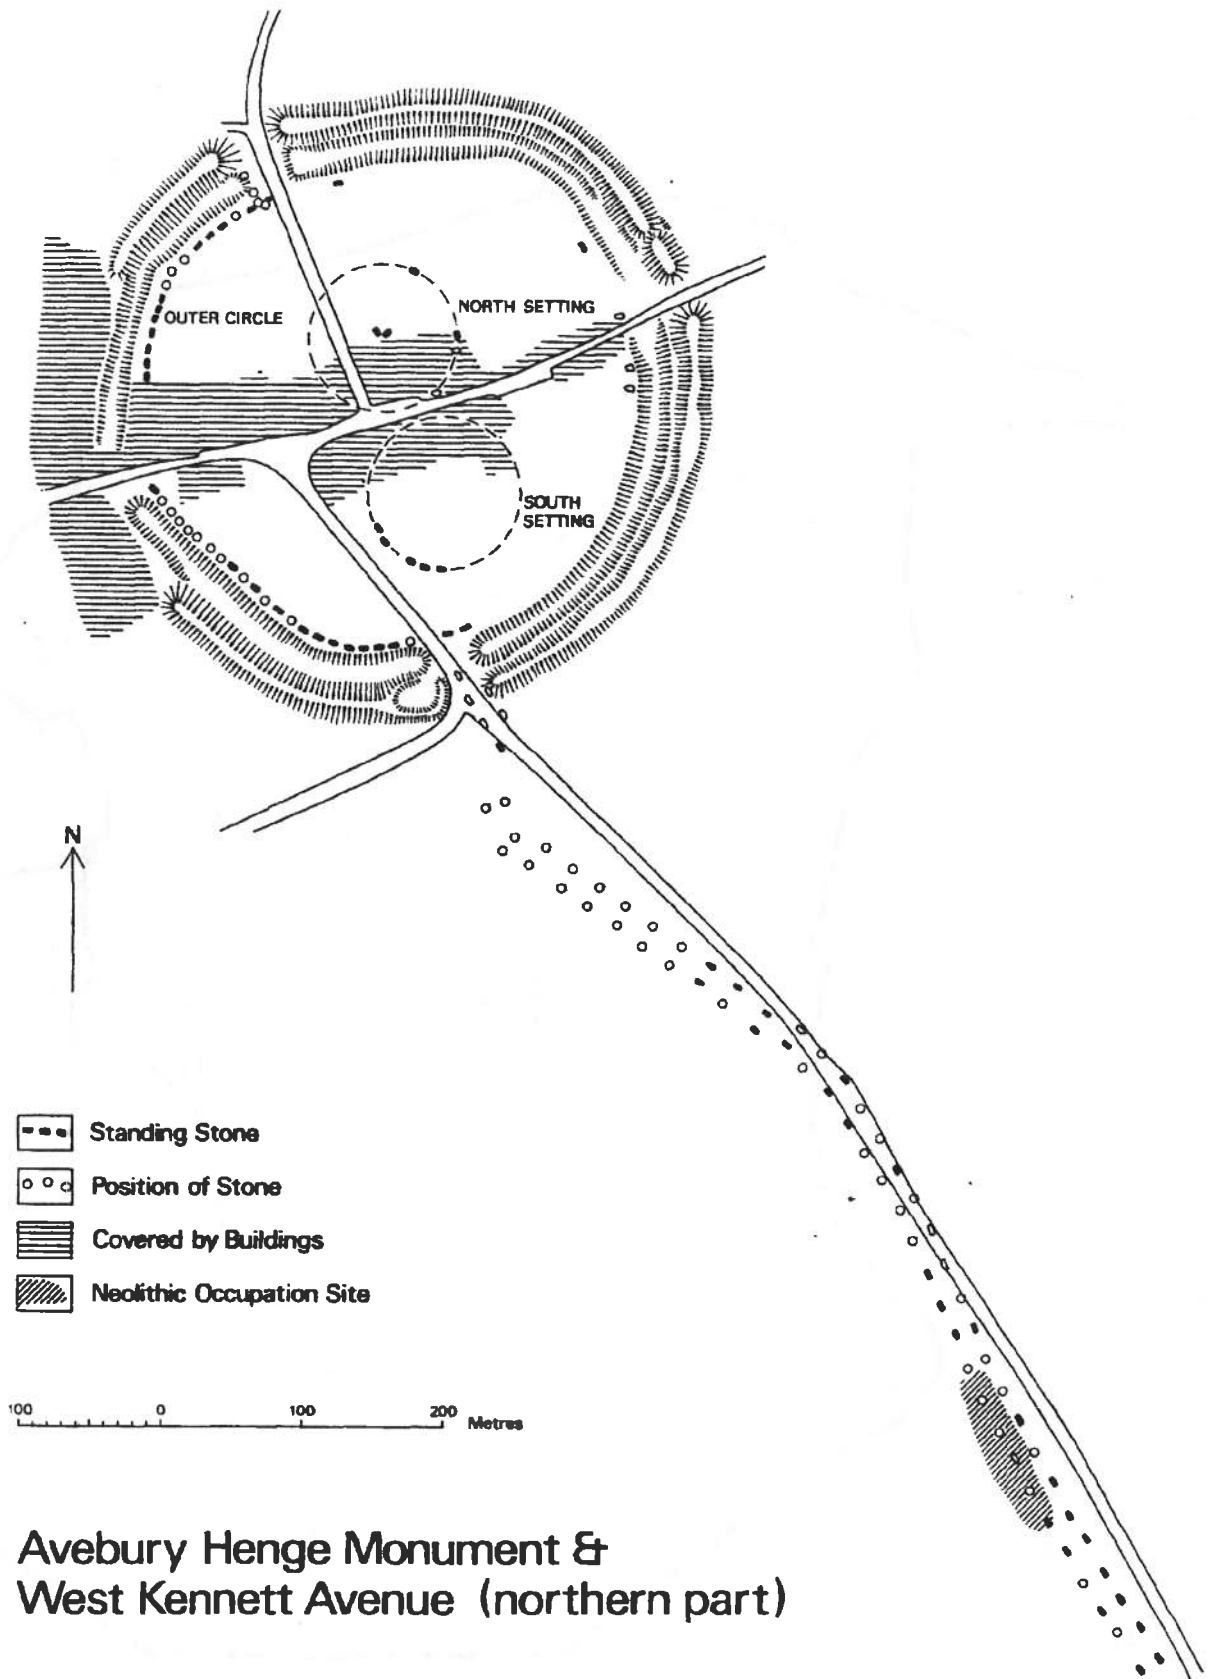 OUTER CIRCLE
NORTH SETTING
SOUTH
SETTING
N
Standing Stone
Position of Stone
Covered by Buildings
Neolithic Occupation Site
100 0 100 200 Metres
Avebury Henge Monument &
West Kennett Avenue (northern part)